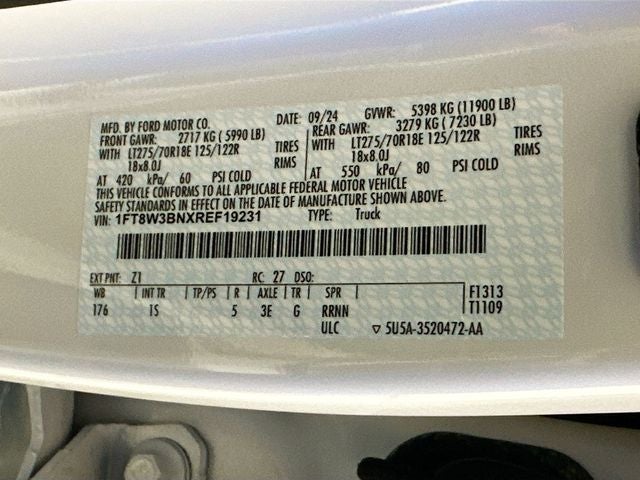 MFD. BY FORD MOTOR CO. DATE: 09/24 GVWR: 5398 KG (11900 LB)
FRONT GAWR: 2717 KG (5990 LB) REAR GAWR: 3279 KG (7230 LB)
WITH LT275/70R18E 125/122R TIRES WITH LT275/70R18E 125/122R TIRES
18x8.0J RIMS 18x8.0J RIMS
AT 420 kPa/ 60 PSI COLD AT 550 kPa/ 80 PSI COLD
THIS VEHICLE CONFORMS TO ALL APPLICABLE FEDERAL MOTOR VEHICLE
SAFETY STANDARDS IN EFFECT ON THE DATE OF MANUFACTURE SHOWN ABOVE.
VIN: 1FT8W3BNXREF19231 TYPE: Truck
EXT PNT: Z1 RC: 27 DSO:
WB INT TR TP/PS R AXLE TR SPR F1313
176 1S 5 3E G RRNN T1109
ULC ▽ 5U5A-3520472-AA